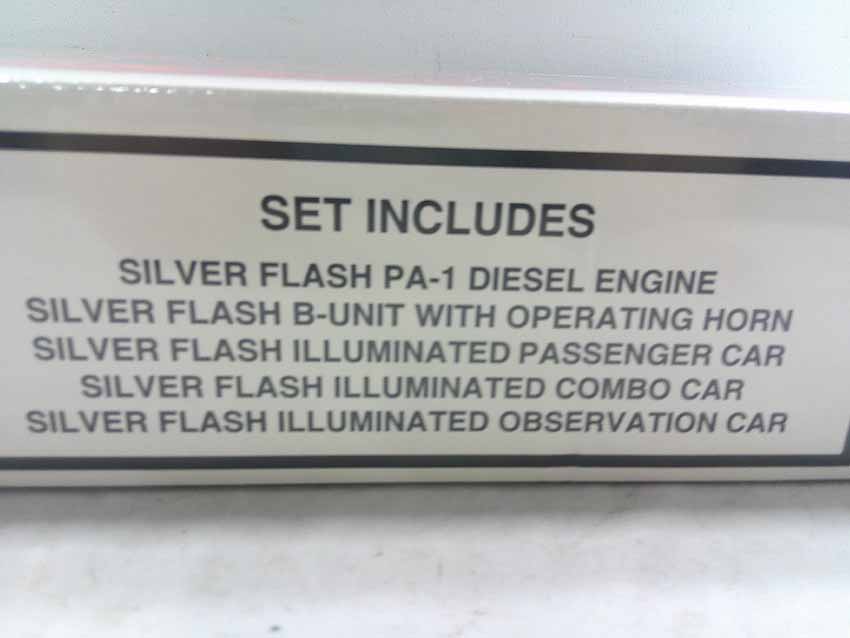 SET INCLUDES
SILVER FLASH PA-1 DIESEL ENGINE
SILVER FLASH B-UNIT WITH OPERATING HORN
SILVER FLASH ILLUMINATED PASSENGER CAR
SILVER FLASH ILLUMINATED COMBO CAR
SILVER FLASH ILLUMINATED OBSERVATION CAR